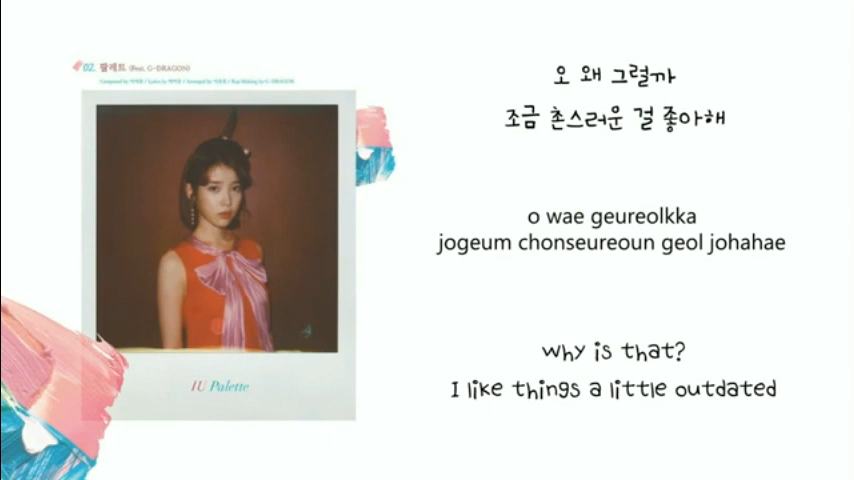 02. 팔레트 (Feat. G-DRAGON)
오 왜 그럴까
조금 촌스러운 걸 좋아해
o wae geureolkka
jogeum chonseureoun geol johahae
IU Palette
Why is that?
I like things a little outdated